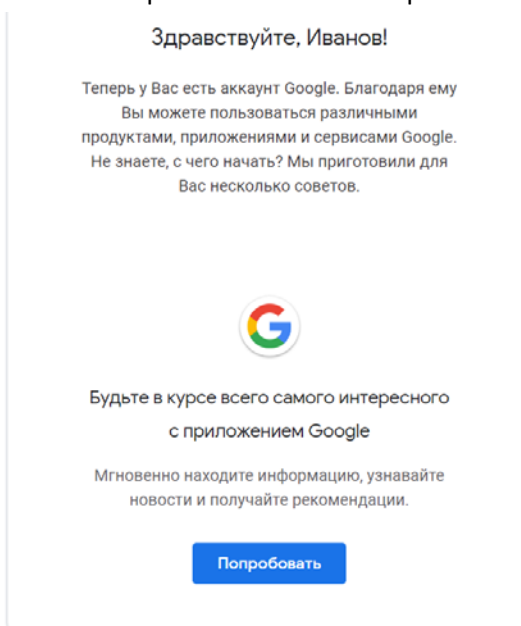 Здравствуйте, Иванов!
Теперь у Вас есть аккаунт Google. Благодаря ему
Вы можете пользоваться различными
продуктами, приложениями и сервисами Google.
Не знаете, с чего начать? Мы приготовили для
Вас несколько советов.
G
Будьте в курсе всего самого интересного
с приложением Google
Мгновенно находите информацию, узнавайте
новости и получайте рекомендации.
Попробовать